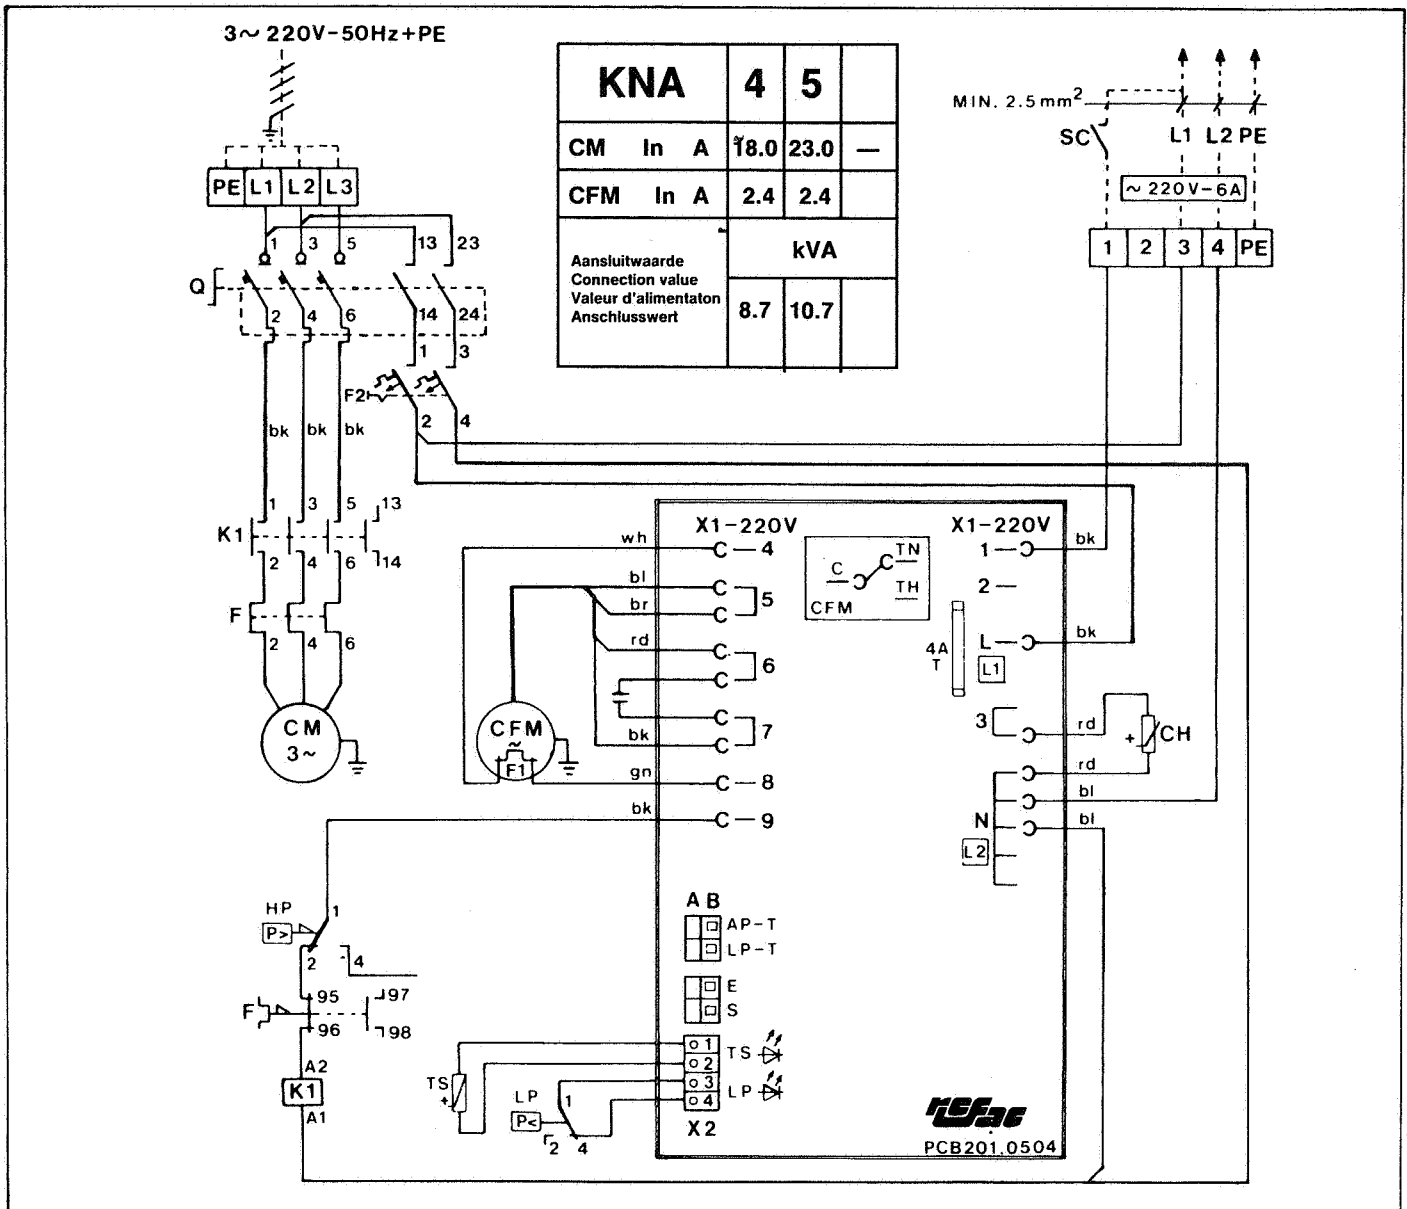 3~ 220V-50Hz+PE
PE L1 L2 L3
1 3 5 13 23
Q
2 4 6 14 24
1 3
F2
2 4
bk bk bk
1 3 5 13
K1
2 4 6 14
F
2 4 6
CM
3~
KNA 4 5
CM In A 18.0 23.0 —
CFM In A 2.4 2.4
Aansluitwaarde
Connection value
Valeur d'alimentaton
Anschlusswert
kVA
8.7 10.7
MIN. 2.5mm²
SC L1 L2 PE
~ 220V-6A
1 2 3 4 PE
X1-220V
X1-220V
wh C 4
bl C
br C 5
rd C
C 6
C
bk C 7
gn C 8
bk C 9
CFM
~
F1
C TN
TH
CFM
1 bk
2
4A
T
L bk
L1
3 rd
CH
+
rd
bl
N bl
L2
HP
P>
1
2 4
F
95 97
96 98
A2
K1
A1
A B
AP-T
LP-T
E
S
1
2
TS
3
4
LP
X2
TS
+
LP
P<
1
2 4
refac
PCB201.0504